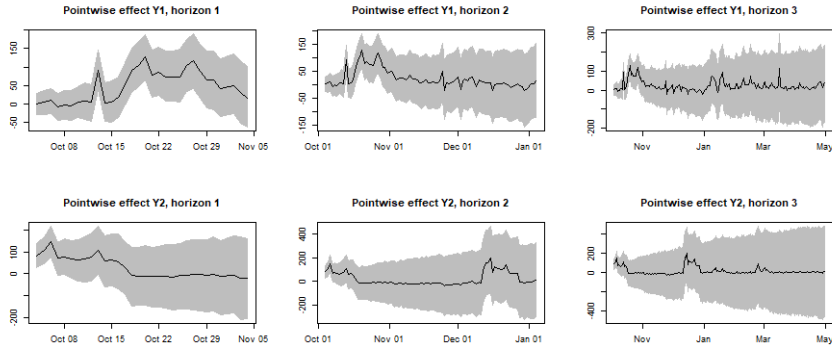 Pointwise effect Y1, horizon 1
150
100
50
0
-50
Oct 08 Oct 15 Oct 22 Oct 29 Nov 05
Pointwise effect Y1, horizon 2
150
50
0
-50
-150
Oct 01 Nov 01 Dec 01 Jan 01
Pointwise effect Y1, horizon 3
300
100
0
-200
Nov Jan Mar May
Pointwise effect Y2, horizon 1
100
0
-200
Oct 08 Oct 15 Oct 22 Oct 29 Nov 05
Pointwise effect Y2, horizon 2
400
200
0
-200
Oct 01 Nov 01 Dec 01 Jan 01
Pointwise effect Y2, horizon 3
200
0
-400
Nov Jan Mar May